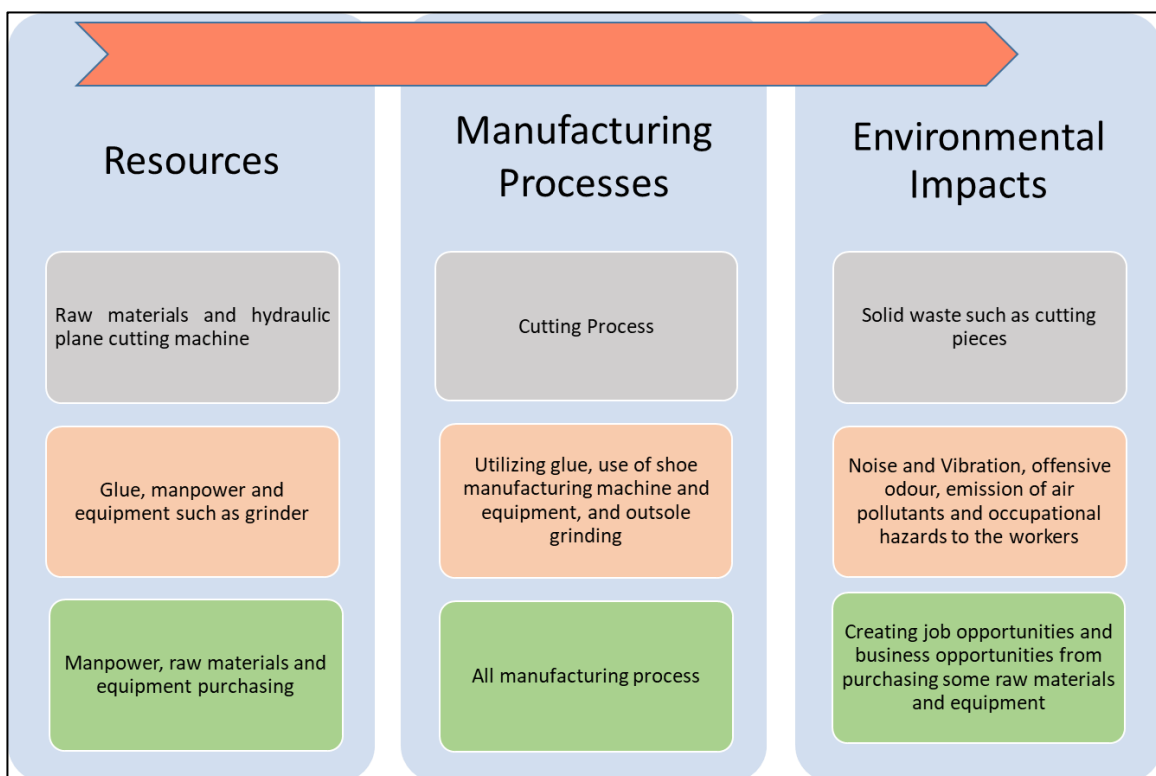 Resources
Raw materials and hydraulic
plane cutting machine
Glue, manpower and
equipment such as grinder
Manpower, raw materials and
equipment purchasing
Manufacturing
Processes
Cutting Process
Utilizing glue, use of shoe
manufacturing machine and
equipment, and outsole
grinding
All manufacturing process
Environmental
Impacts
Solid waste such as cutting
pieces
Noise and Vibration, offensive
odour, emission of air
pollutants and occupational
hazards to the workers
Creating job opportunities and
business opportunities from
purchasing some raw materials
and equipment